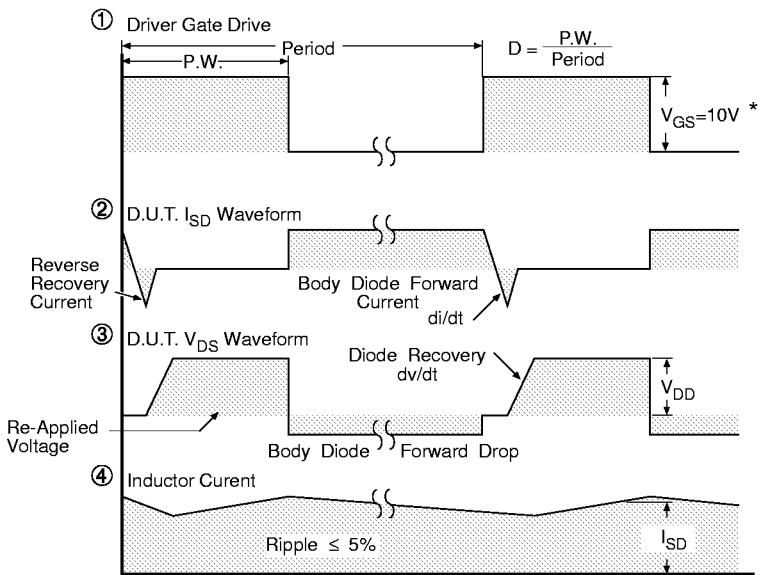 ① Driver Gate Drive
P.W.
Period
D = P.W.
Period
V_GS=10V *
② D.U.T. I_SD Waveform
Reverse
Recovery
Current
Body Diode Forward
Current
di/dt
③ D.U.T. V_DS Waveform
Diode Recovery
dv/dt
V_DD
Re-Applied
Voltage
Body Diode Forward Drop
④ Inductor Curent
Ripple ≤ 5%
I_SD